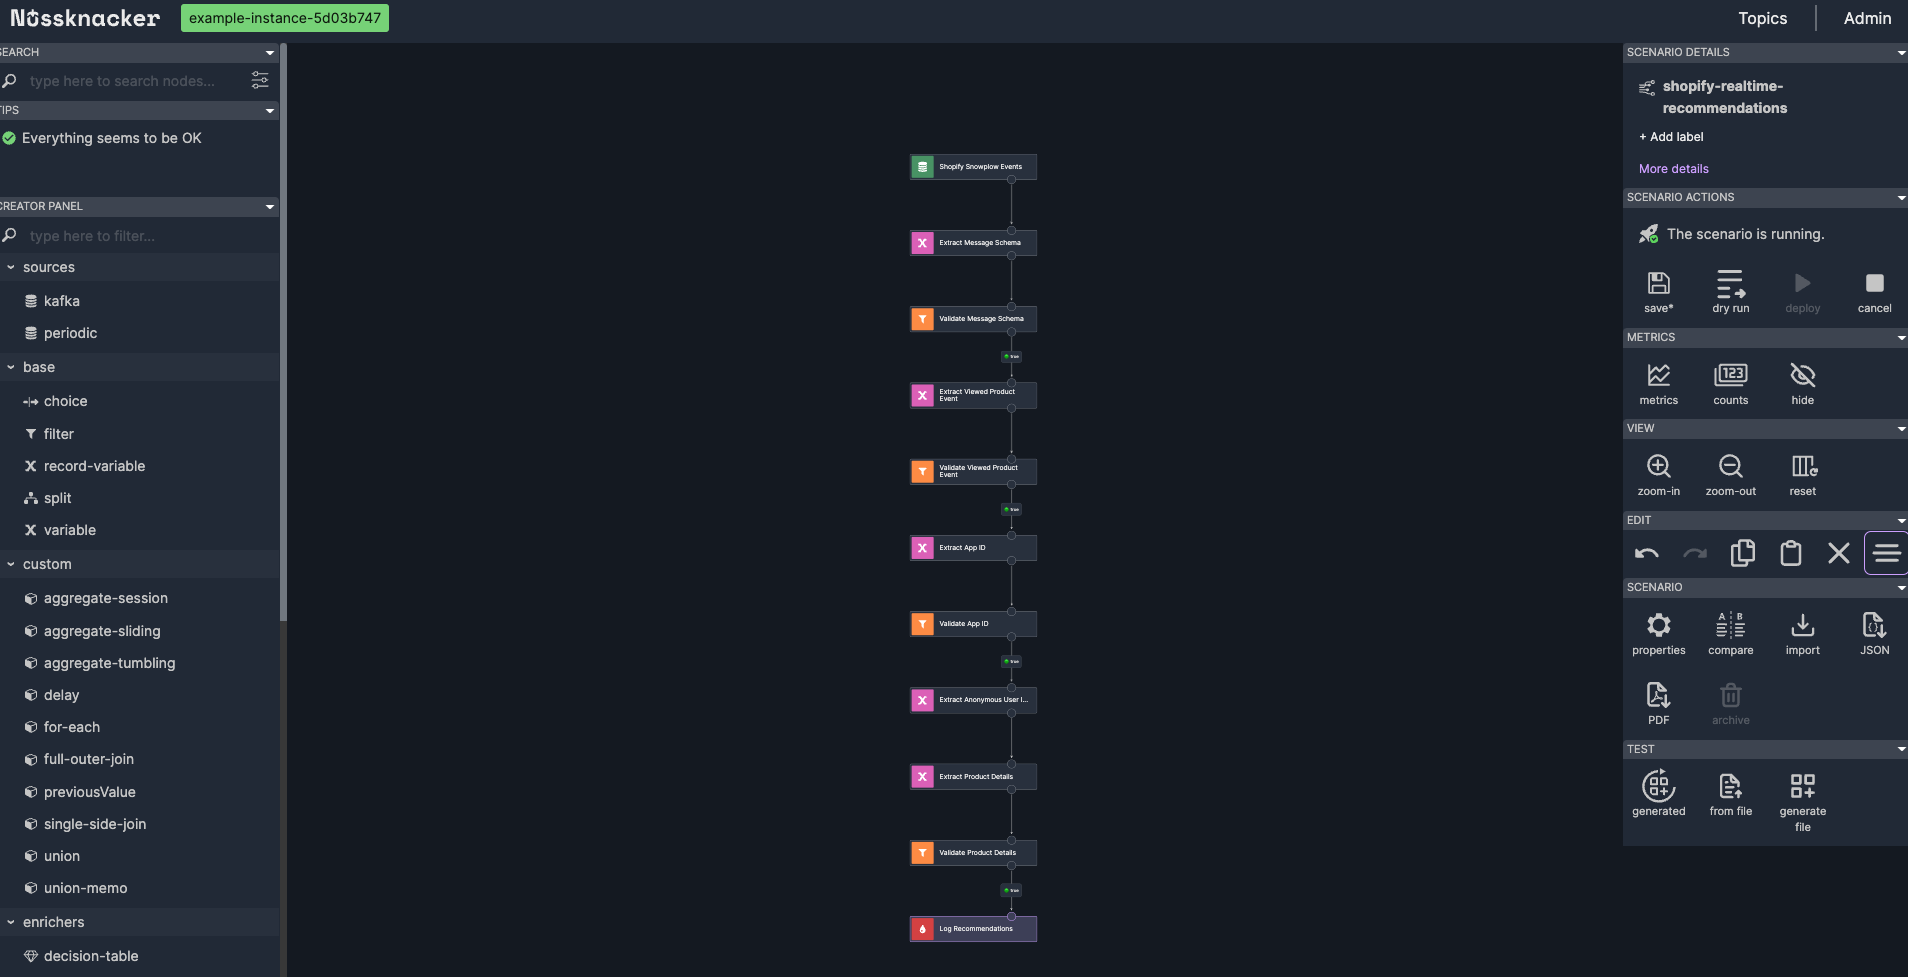 Nussknacker
example-instance-5d03b747
Topics
Admin
SEARCH
type here to search nodes...
TIPS
Everything seems to be OK
CREATOR PANEL
type here to filter...
sources
kafka
periodic
base
choice
filter
record-variable
split
variable
custom
aggregate-session
aggregate-sliding
aggregate-tumbling
delay
for-each
full-outer-join
previousValue
single-side-join
union
union-memo
enrichers
decision-table
Shopify Snowplow Events
Extract Message Schema
Validate Message Schema
true
Extract Viewed Product
Event
Validate Viewed Product
Event
true
Extract App ID
Validate App ID
true
Extract Anonymous User I...
Extract Product Details
Validate Product Details
true
Log Recommendations
SCENARIO DETAILS
shopify-realtime-
recommendations
+ Add label
More details
SCENARIO ACTIONS
The scenario is running.
save*
dry run
deploy
cancel
METRICS
123
metrics
counts
hide
VIEW
zoom-in
zoom-out
reset
EDIT
SCENARIO
A B
properties
compare
import
JSON
PDF
archive
TEST
generated
from file
generate
file